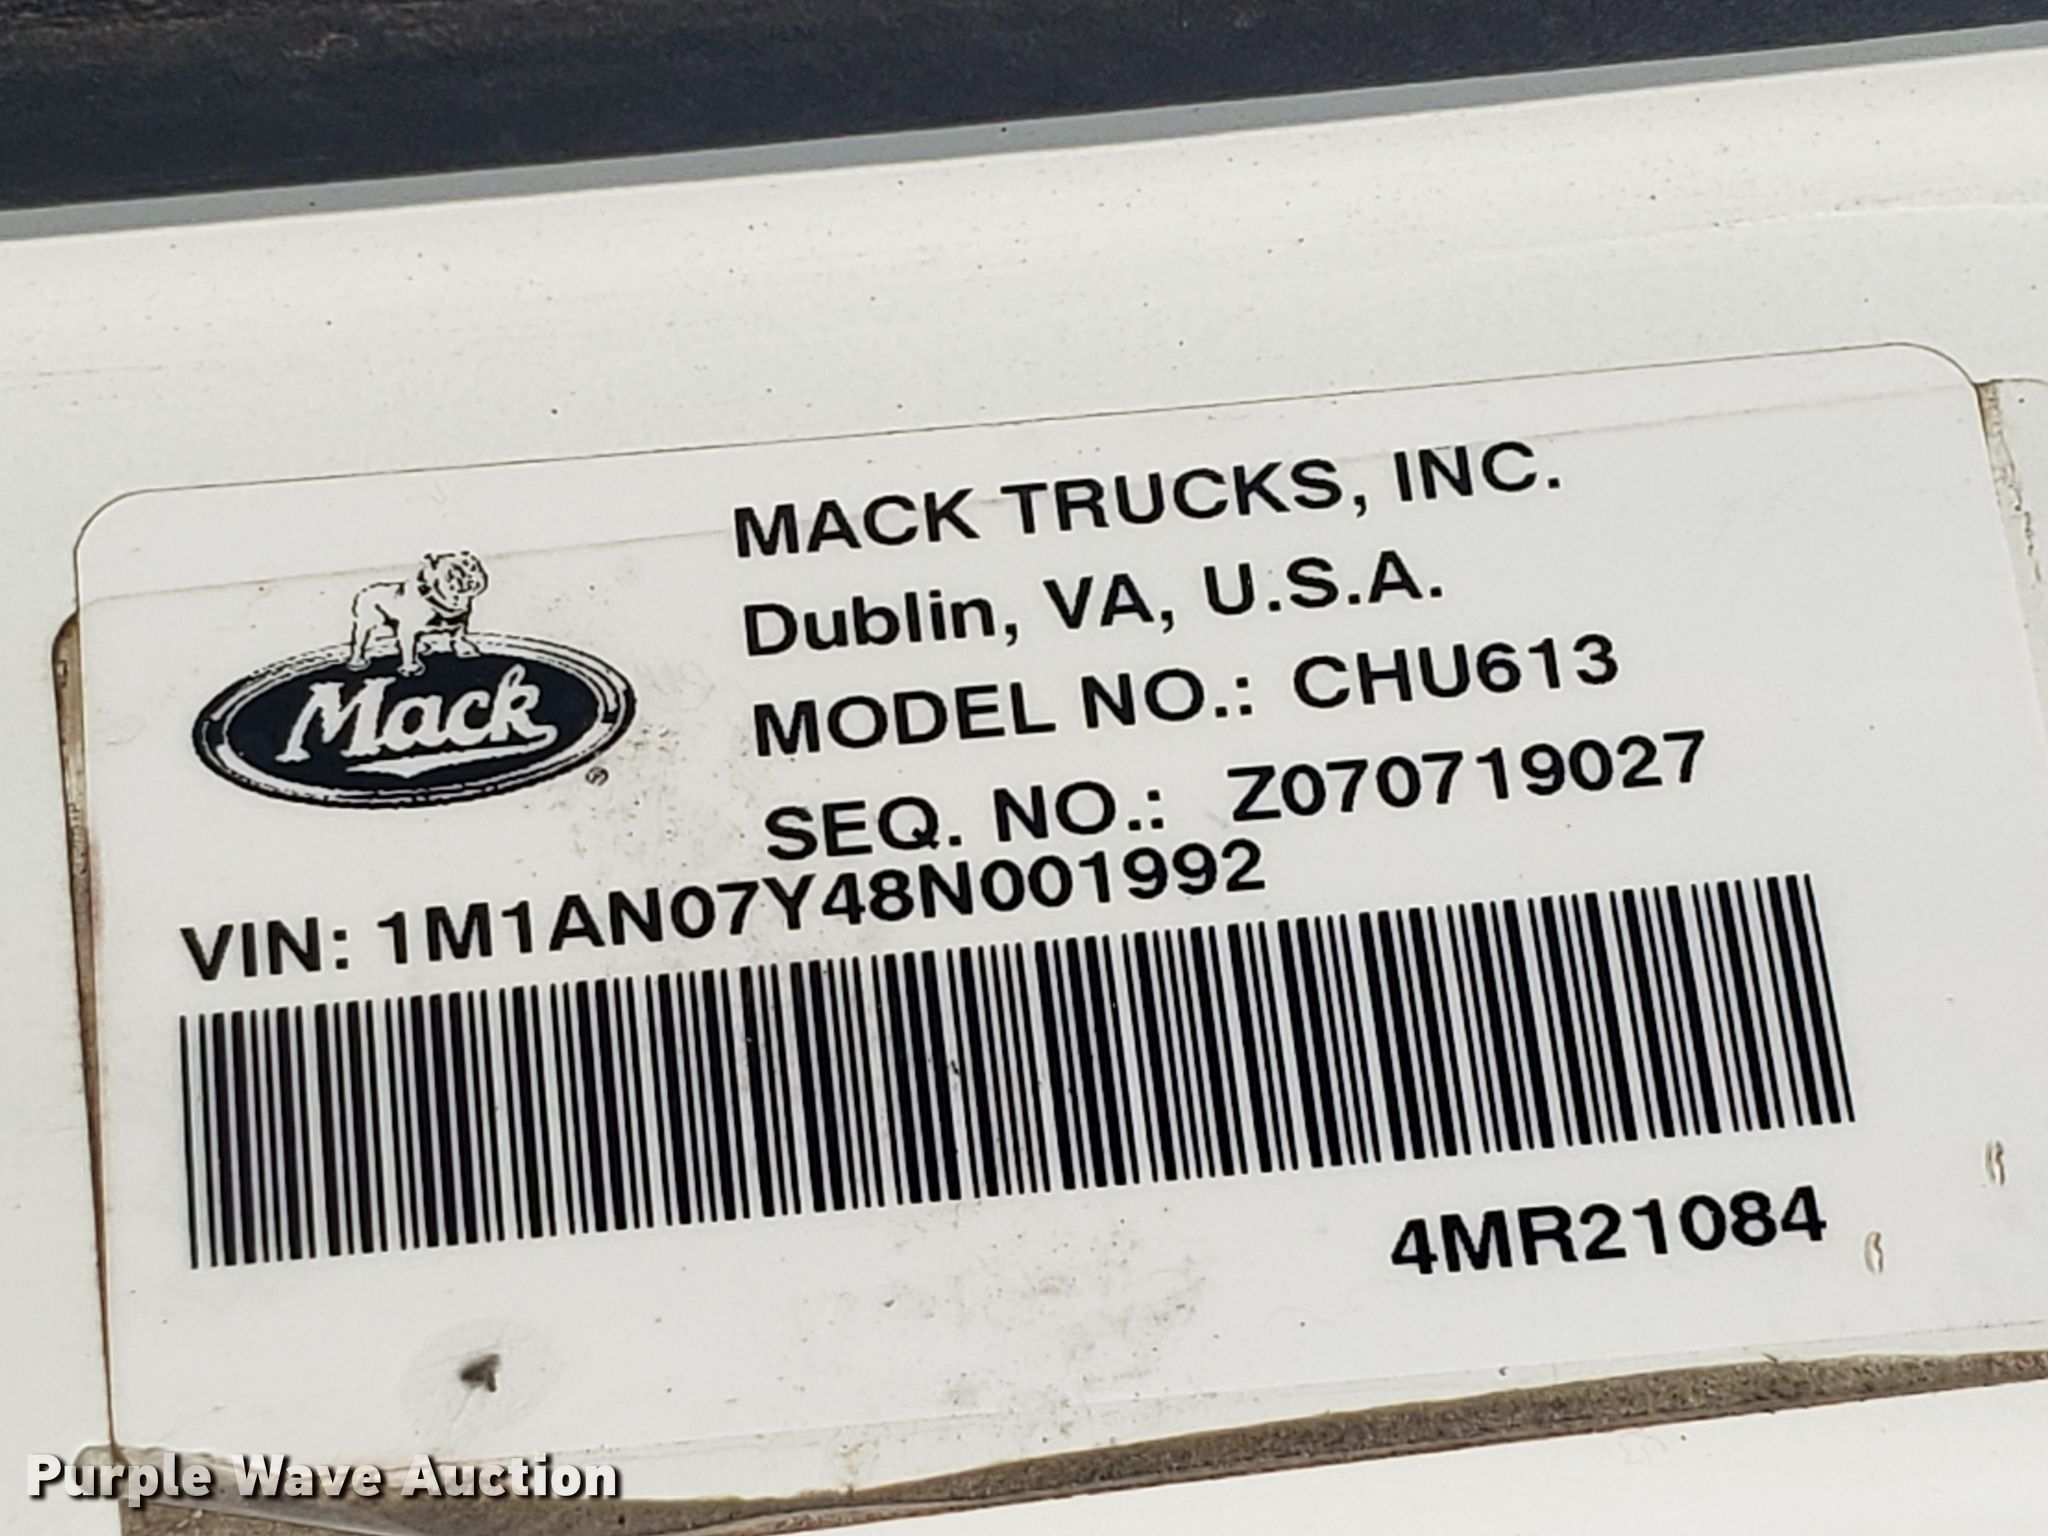 MACK TRUCKS, INC.
Dublin, VA, U.S.A.
MODEL NO.: CHU613
SEQ. NO.: Z070719027
Mack®
VIN: 1M1AN07Y48N001992
4MR21084
Purple Wave Auction